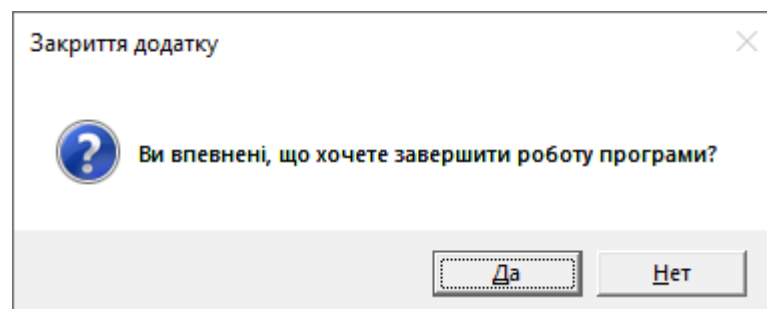 Закриття додатку
Ви впевнені, що хочете завершити роботу програми?
Да
Нет